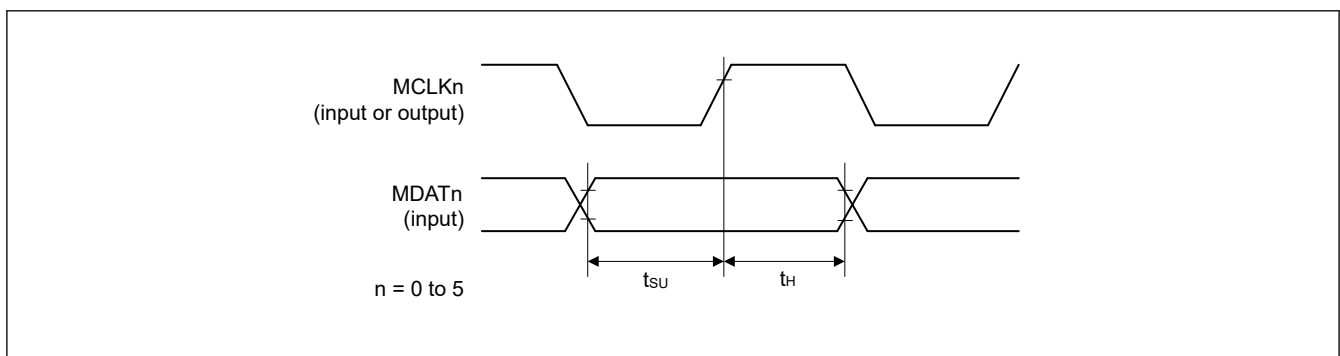 MCLKn
(input or output)
MDATn
(input)
tSU
tH
n = 0 to 5